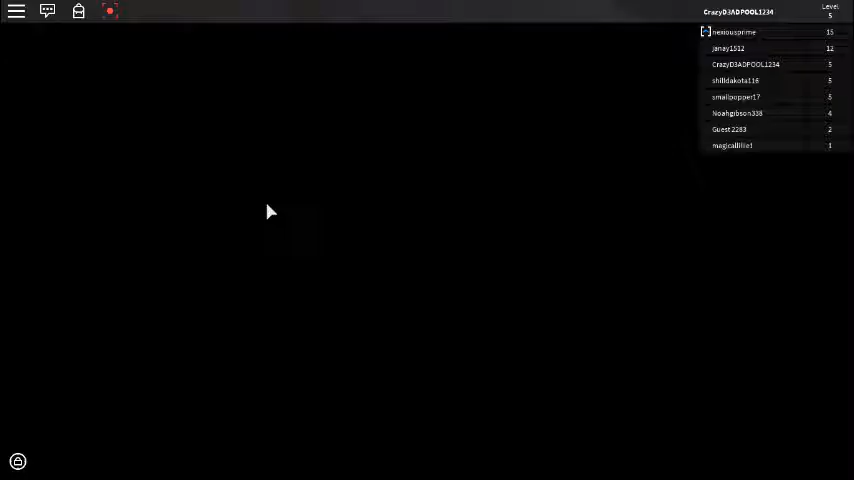 CrazyD3ADPOOL1234 Level
5
nexiousprime 15
janay1512 12
CrazyD3ADPOOL1234 5
shilldakota116 5
smallpopper17 5
Noahgibson338 4
Guest 2283 2
magicalillie1 1